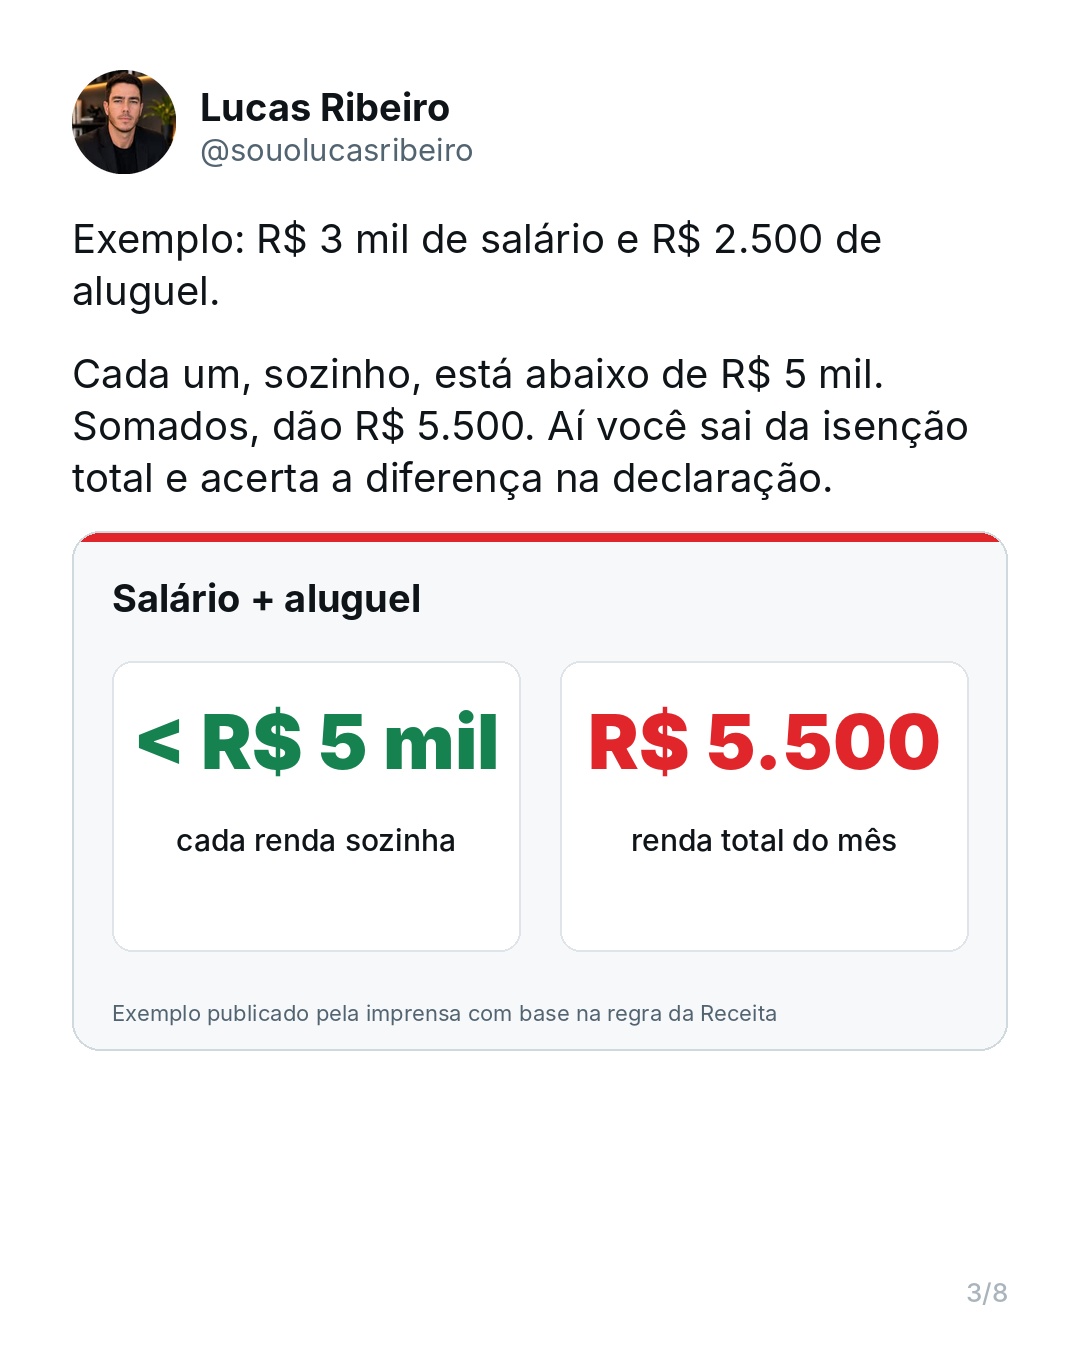 Lucas Ribeiro
@souolucasribeiro
Exemplo: R$ 3 mil de salário e R$ 2.500 de
aluguel.
Cada um, sozinho, está abaixo de R$ 5 mil.
Somados, dão R$ 5.500. Aí você sai da isenção
total e acerta a diferença na declaração.
Salário + aluguel
< R$ 5 mil
cada renda sozinha
R$ 5.500
renda total do mês
Exemplo publicado pela imprensa com base na regra da Receita
3/8